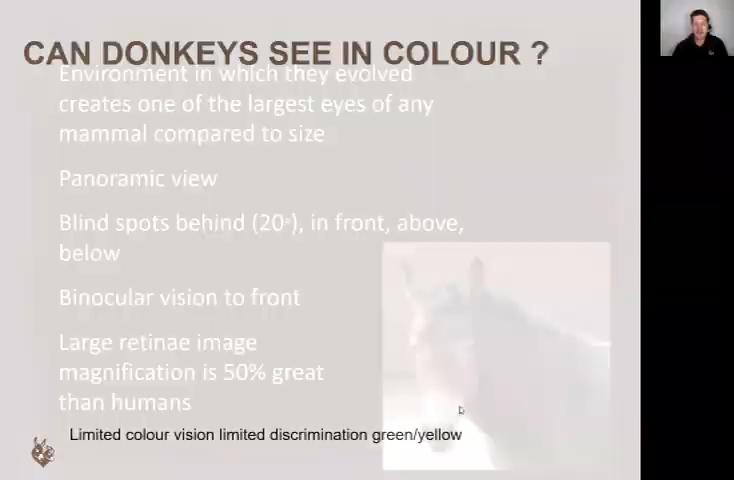 CAN DONKEYS SEE IN COLOUR ?
Environment in which they evolved
creates one of the largest eyes of any
mammal compared to size
Panoramic view
Blind spots behind (20°), in front, above,
below
Binocular vision to front
Large retinae image
magnification is 50% great
than humans
Limited colour vision limited discrimination green/yellow